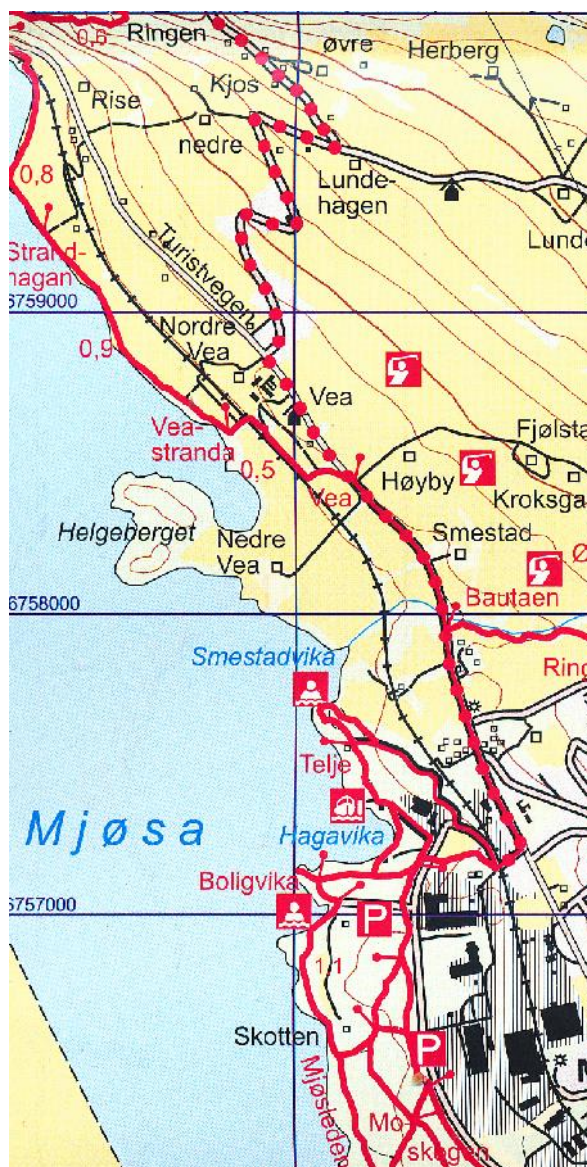 0,6
Ringen
øvre
Herberg
Kjos
Rise
nedre
0,8
Lunde-
hagen
Lunde
Strand-
hagan
Turistvegen
6759000
Nordre
Vea
0,9
Vea
Vea-
stranda
0,5
Vea
Høyby
Fjølsta
Kroksga
Helgeberget
Nedre
Vea
Smestad
Ø
Bautaen
6758000
Smestadvika
Ring
Telje
Mjøsa
Hagavika
Boligvika
6757000
P
1,1
Skotten
P
Mjøsleden
Mo-
skogen